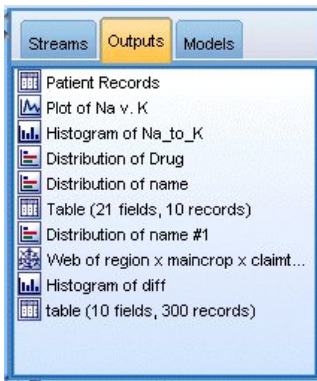 Streams Outputs Models
Patient Records
Plot of Na v. K
Histogram of Na_to_K
Distribution of Drug
Distribution of name
Table (21 fields, 10 records)
Distribution of name #1
Web of region x maincrop x claimt...
Histogram of diff
table (10 fields, 300 records)